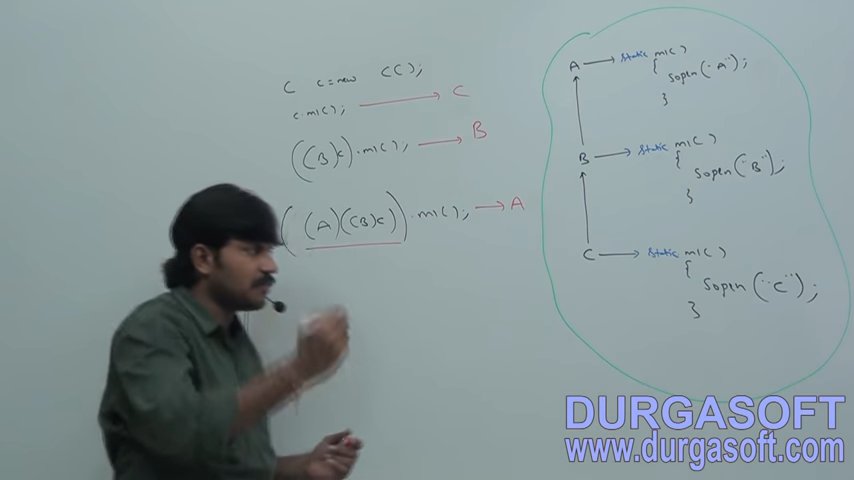 C c = new C();
c.m1(); → C
((B)c).m1(); → B
((A)((B)c)).m1(); → A
A → static m1()
{
sopln("A");
}
B → static m1()
{
sopln("B");
}
C → static m1()
{
sopln("C");
}
DURGASOFT
www.durgasoft.com